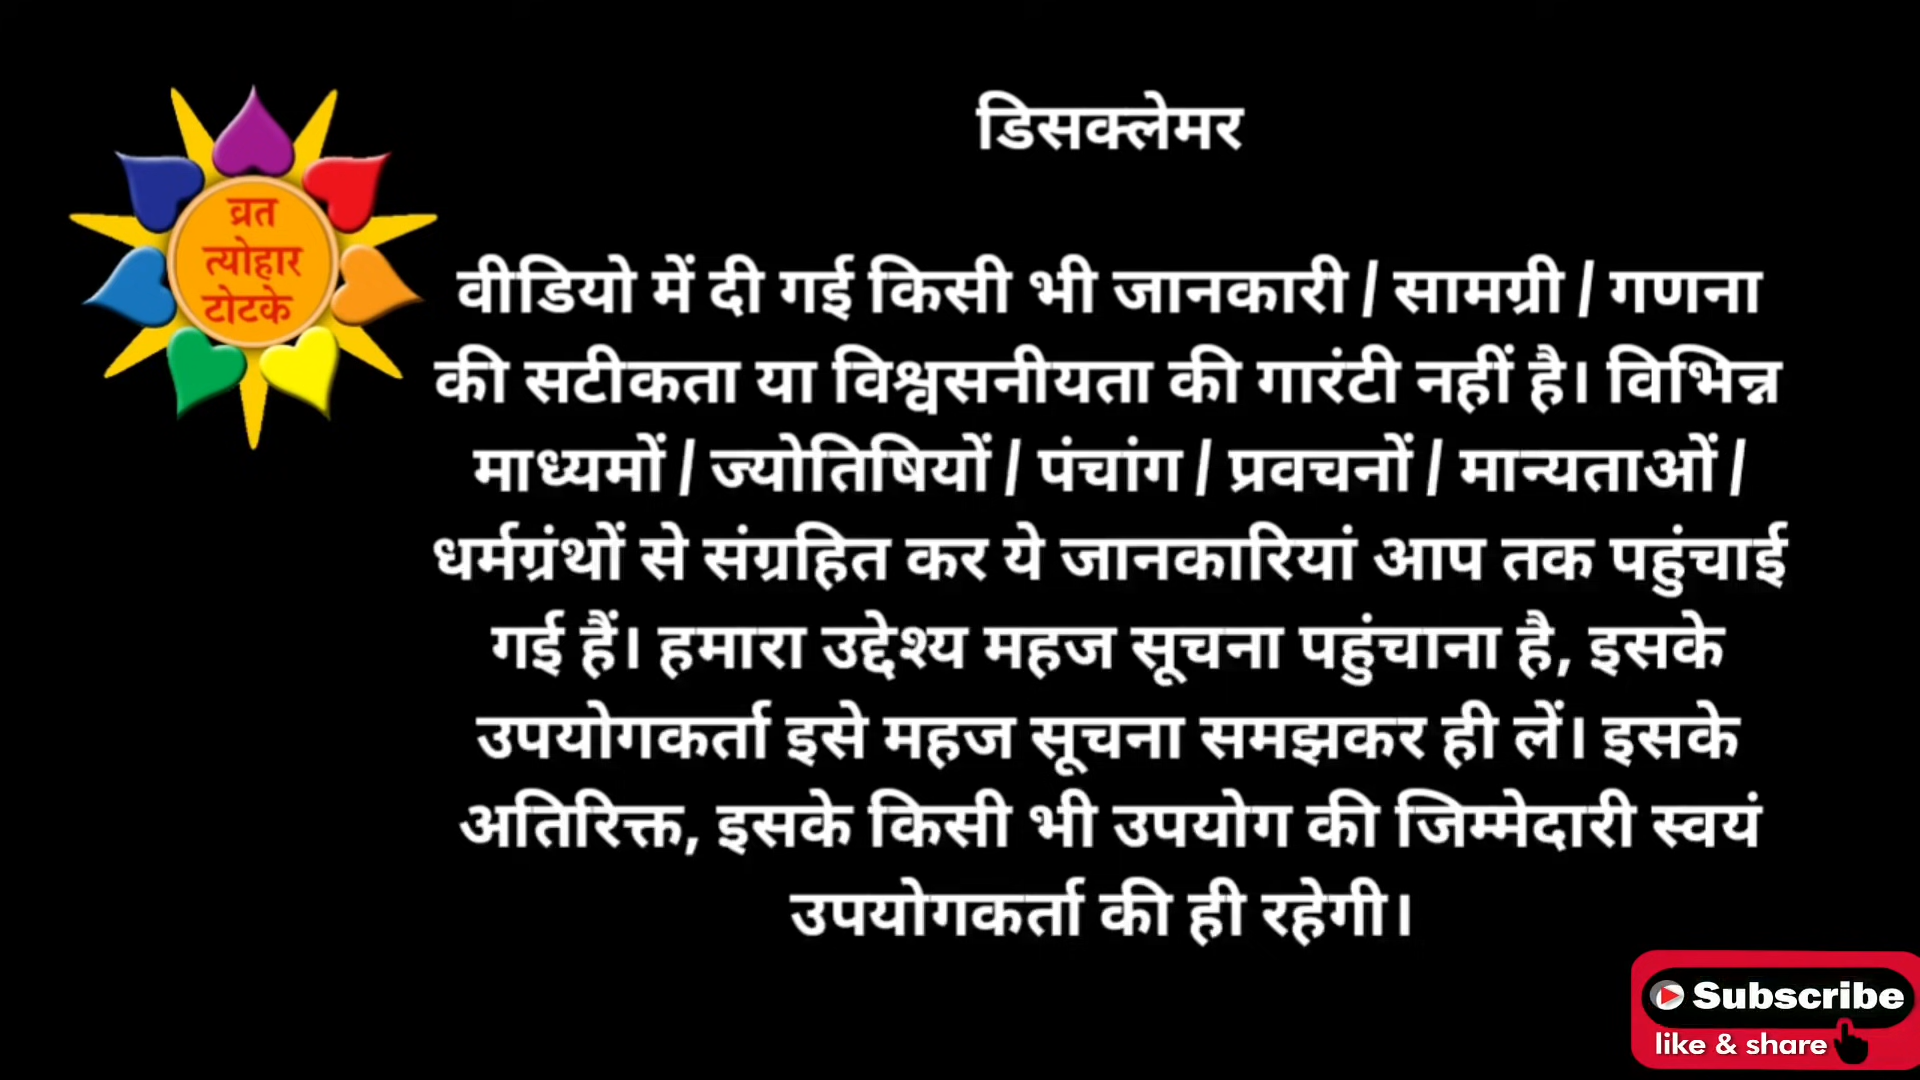 डिसक्लेमर
व्रत
त्योहार
टोटके
वीडियो में दी गई किसी भी जानकारी / सामग्री / गणना
की सटीकता या विश्वसनीयता की गारंटी नहीं है। विभिन्न
माध्यमों / ज्योतिषियों / पंचांग / प्रवचनों / मान्यताओं /
धर्मग्रंथों से संग्रहित कर ये जानकारियां आप तक पहुंचाई
गई हैं। हमारा उद्देश्य महज सूचना पहुंचाना है, इसके
उपयोगकर्ता इसे महज सूचना समझकर ही लें। इसके
अतिरिक्त, इसके किसी भी उपयोग की जिम्मेदारी स्वयं
उपयोगकर्ता की ही रहेगी।
Subscribe
like & share